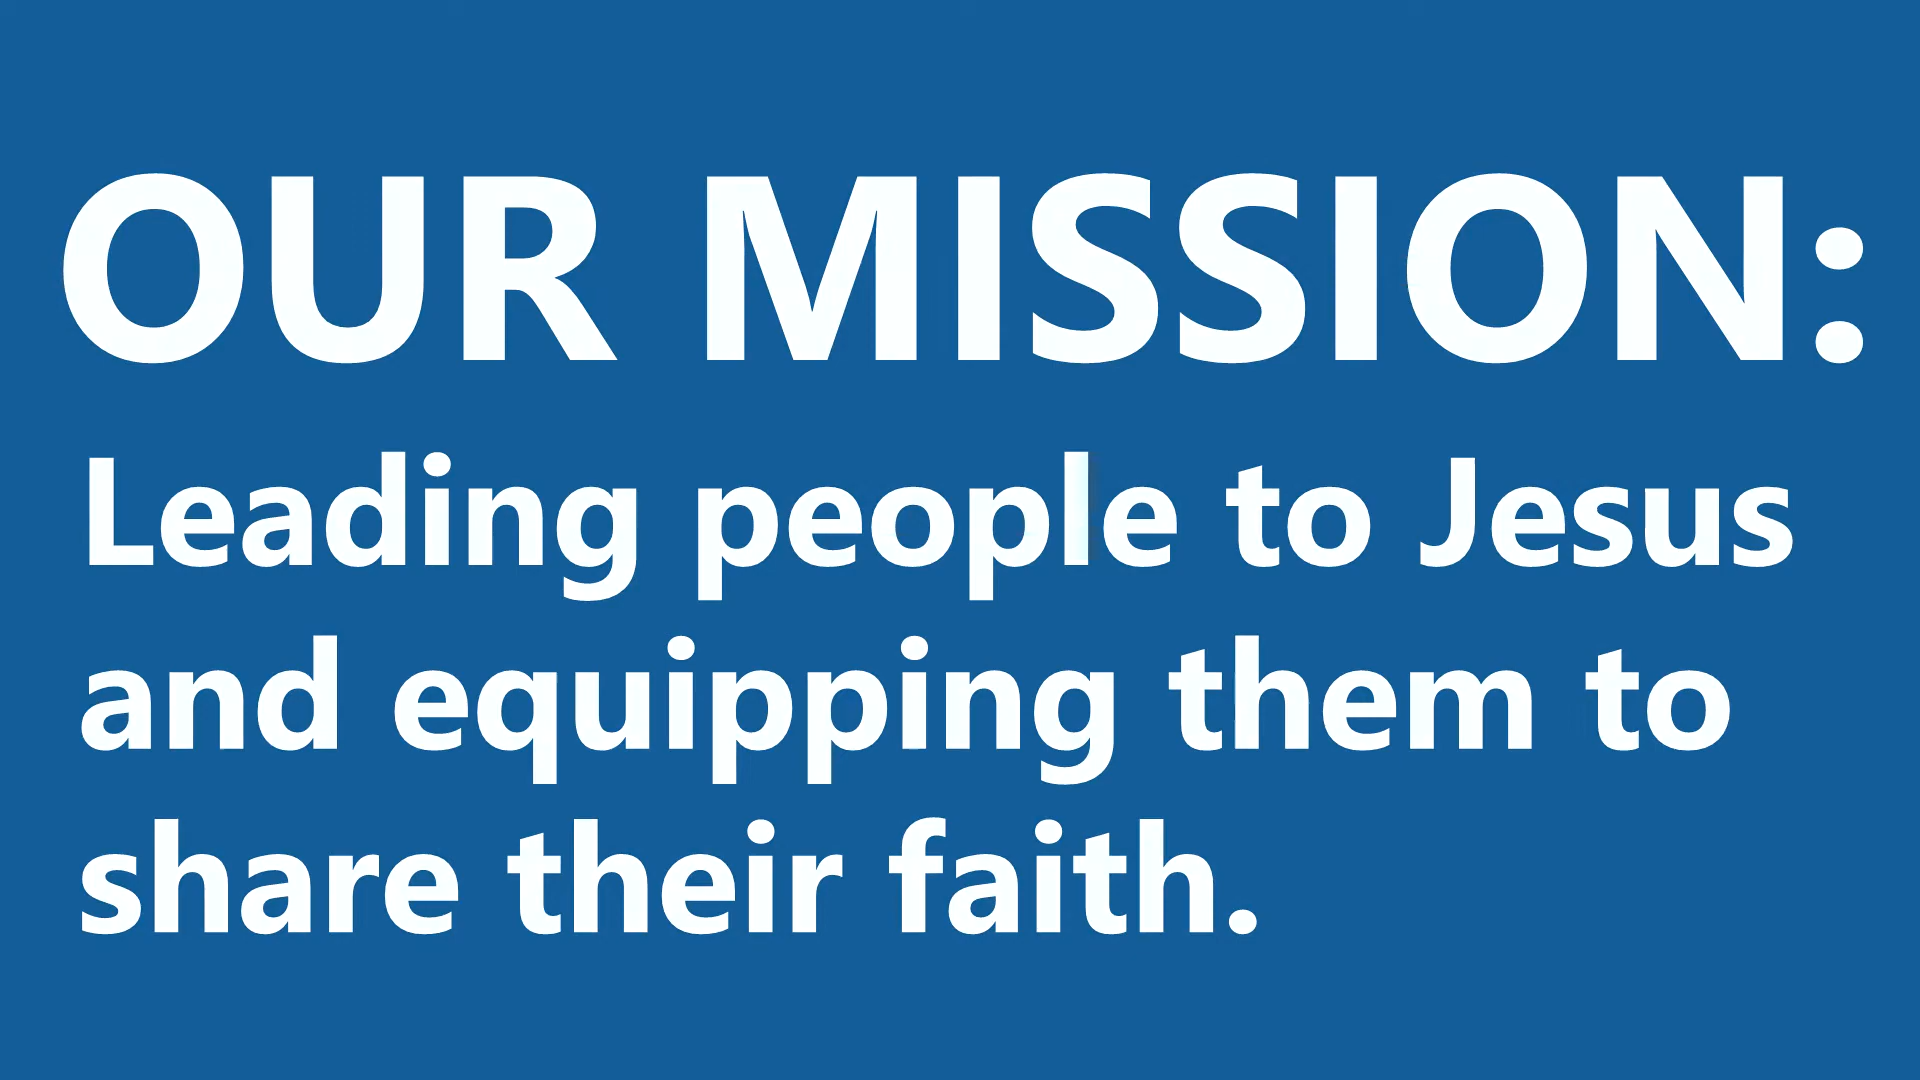 OUR MISSION:
Leading people to Jesus
and equipping them to
share their faith.